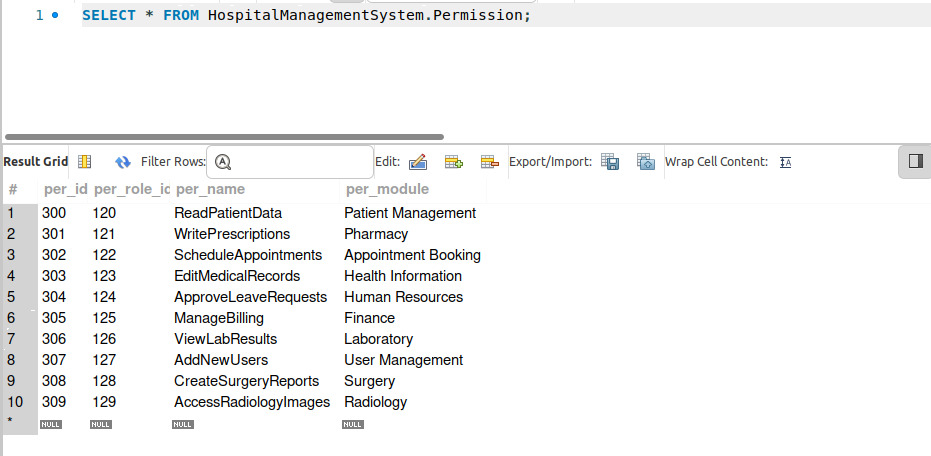 1 SELECT * FROM HospitalManagementSystem.Permission;
Result Grid Filter Rows: Edit: Export/Import: Wrap Cell Content:
# per_id per_role_id per_name per_module
1 300 120 ReadPatientData Patient Management
2 301 121 WritePrescriptions Pharmacy
3 302 122 ScheduleAppointments Appointment Booking
4 303 123 EditMedicalRecords Health Information
5 304 124 ApproveLeaveRequests Human Resources
6 305 125 ManageBilling Finance
7 306 126 ViewLabResults Laboratory
8 307 127 AddNewUsers User Management
9 308 128 CreateSurgeryReports Surgery
10 309 129 AccessRadiologyImages Radiology
* NULL NULL NULL NULL